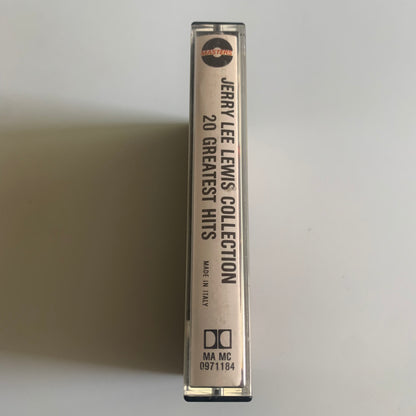 MASTERS
JERRY LEE LEWIS COLLECTION
20 GREATEST HITS
MADE IN ITALY
MA MC
0971184